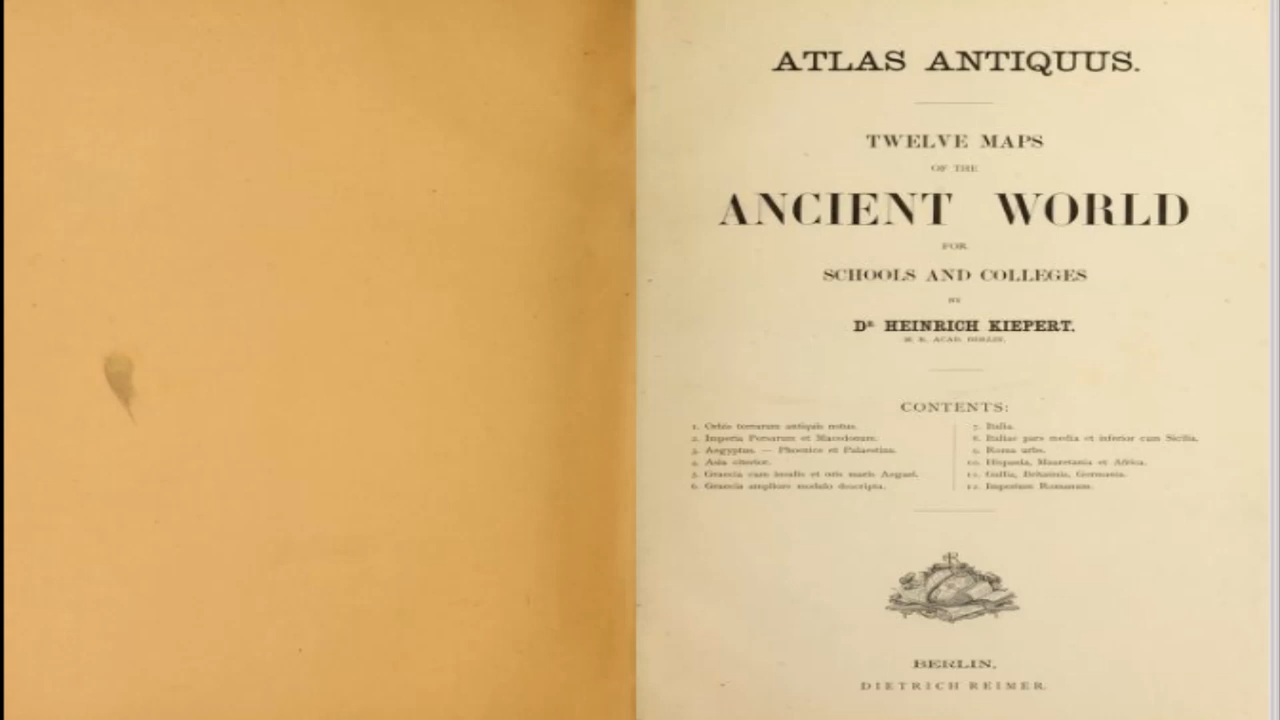 ATLAS ANTIQUUS.
TWELVE MAPS
OF THE
ANCIENT WORLD
FOR
SCHOOLS AND COLLEGES
BY
DR HEINRICH KIEPERT.
M. R. ACAD. BERLIN.
CONTENTS:
1. Orbis terrarum antiquis notus.
2. Imperia Persarum et Macedonum.
3. Aegyptus. — Phoenice et Palaestina.
4. Asia citerior.
5. Graecia cum insulis et oris maris Aegaei.
6. Graecia ampliore modulo descripta.
7. Italia.
8. Italiae pars media et inferior cum Sicilia.
9. Roma urbs.
10. Hispania, Mauretania et Africa.
11. Gallia, Britannia, Germania.
12. Imperium Romanum.
BERLIN,
DIETRICH REIMER.